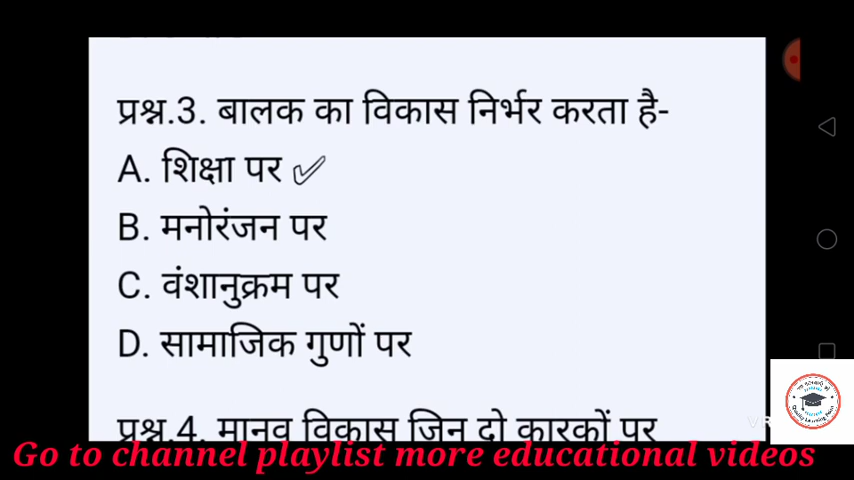 प्रश्न.3. बालक का विकास निर्भर करता है-
A. शिक्षा पर ✓
B. मनोरंजन पर
C. वंशानुक्रम पर
D. सामाजिक गुणों पर
प्रश्न.4. मानव विकास जिन दो कारकों पर
Go to channel playlist more educational videos